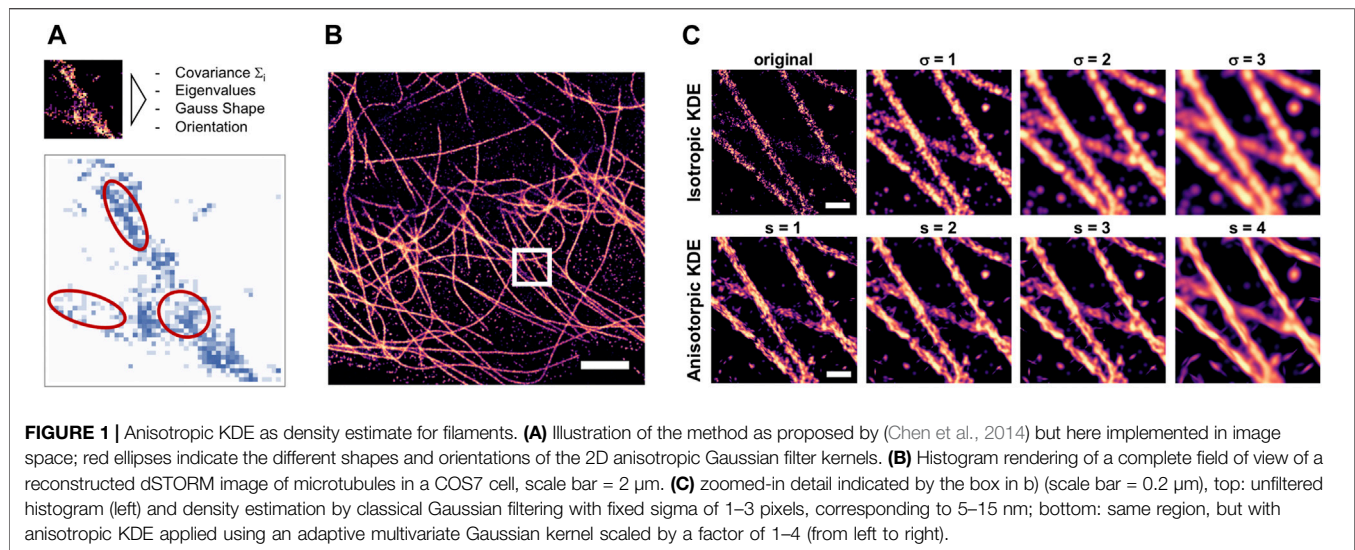 A
- Covariance Σi
- Eigenvalues
- Gauss Shape
- Orientation
B
C
original
σ = 1
σ = 2
σ = 3
Isotropic KDE
s = 1
s = 2
s = 3
s = 4
Anisotorpic KDE
FIGURE 1 | Anisotropic KDE as density estimate for filaments. (A) Illustration of the method as proposed by (Chen et al., 2014) but here implemented in image
space; red ellipses indicate the different shapes and orientations of the 2D anisotropic Gaussian filter kernels. (B) Histogram rendering of a complete field of view of a
reconstructed dSTORM image of microtubules in a COS7 cell, scale bar = 2 μm. (C) zoomed-in detail indicated by the box in b) (scale bar = 0.2 μm), top: unfiltered
histogram (left) and density estimation by classical Gaussian filtering with fixed sigma of 1–3 pixels, corresponding to 5–15 nm; bottom: same region, but with
anisotropic KDE applied using an adaptive multivariate Gaussian kernel scaled by a factor of 1–4 (from left to right).